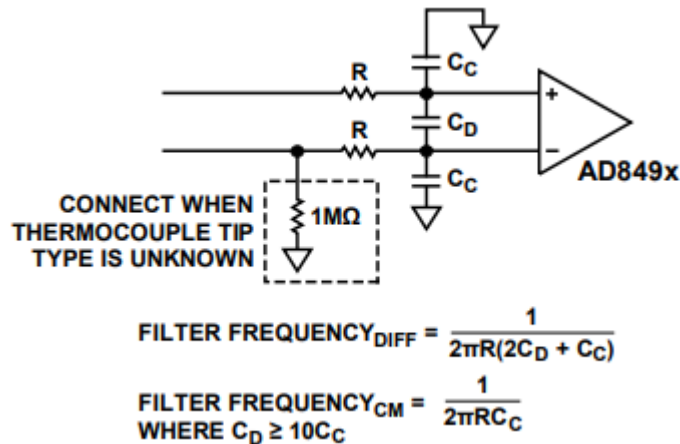 C_C
R
+
C_D
R
−
AD849x
C_C
CONNECT WHEN
THERMOCOUPLE TIP
TYPE IS UNKNOWN
1MΩ
FILTER FREQUENCY_DIFF = 1 / 2πR(2C_D + C_C)
FILTER FREQUENCY_CM = 1 / 2πRC_C
WHERE C_D ≥ 10C_C